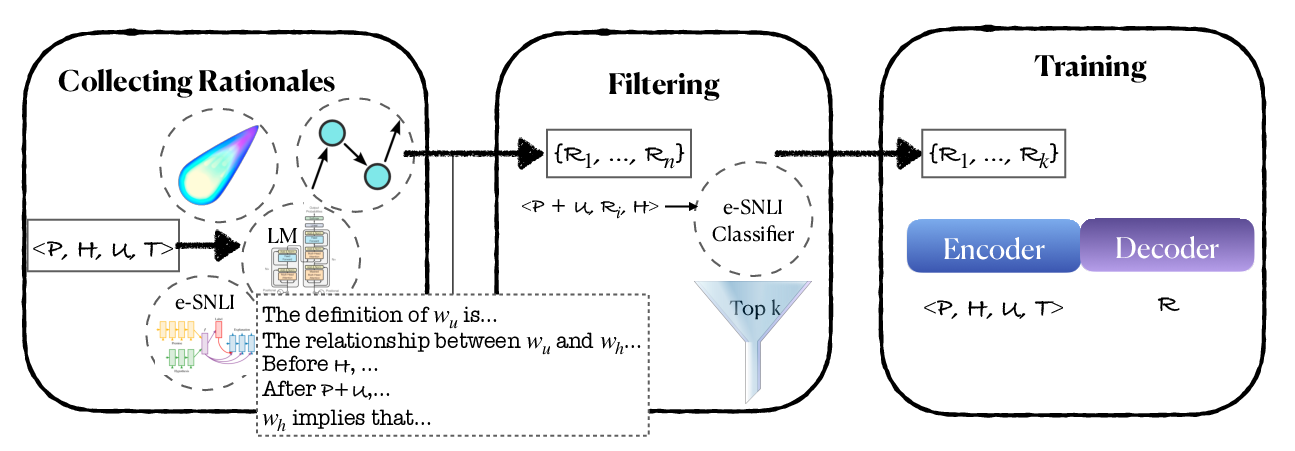 Collecting Rationales
<P, H, U, T>
LM
e-SNLI
The definition of w_u is...
The relationship between w_u and w_h...
Before H, ...
After P+U,...
w_h implies that...
Filtering
{R_1, ..., R_n}
<P + U, R_i, H>
e-SNLI
Classifier
Top k
Training
{R_1, ..., R_k}
Encoder
Decoder
<P, H, U, T>
R